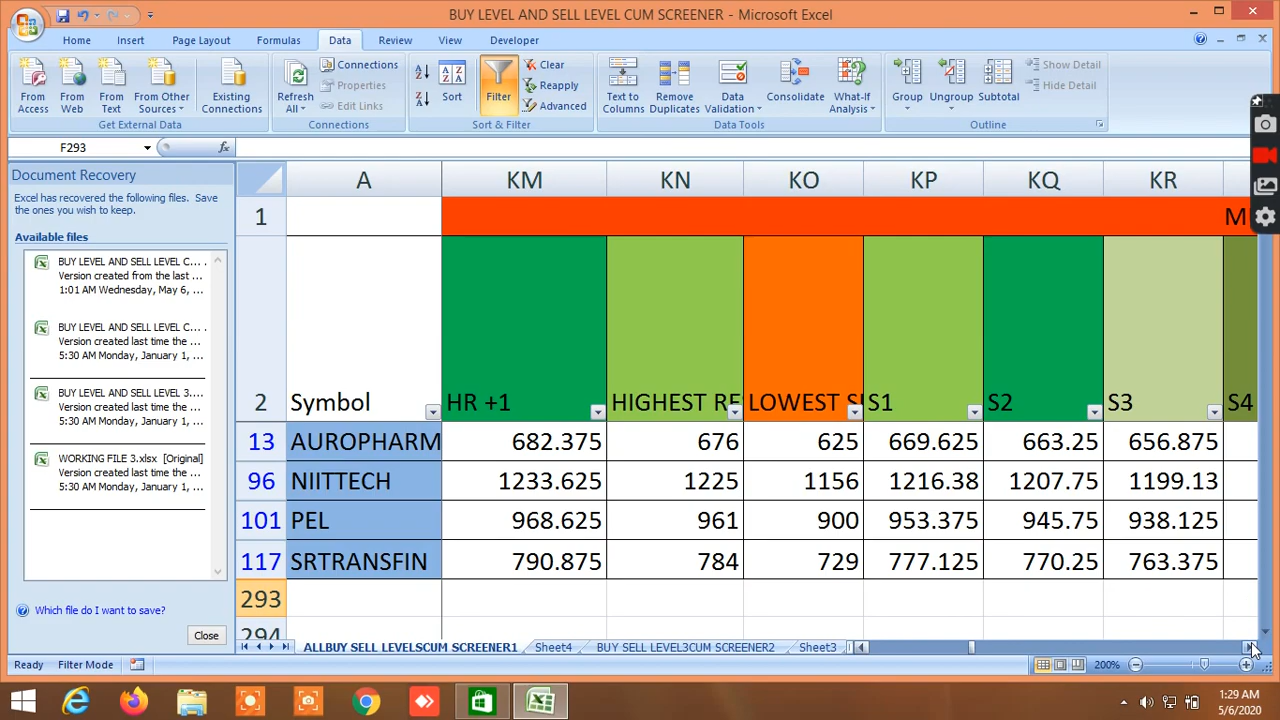 BUY LEVEL AND SELL LEVEL CUM SCREENER - Microsoft Excel
Home Insert Page Layout Formulas Data Review View Developer
From Access
From Web
From Text
From Other Sources
Existing Connections
Get External Data
Refresh All
Connections
Properties
Edit Links
Connections
Sort
Filter
Clear
Reapply
Advanced
Sort & Filter
Text to Columns
Remove Duplicates
Data Validation
Consolidate
What-If Analysis
Data Tools
Group
Ungroup
Subtotal
Show Detail
Hide Detail
Outline
F293 fx
Document Recovery
Excel has recovered the following files. Save
the ones you wish to keep.
Available files
BUY LEVEL AND SELL LEVEL C... .
Version created from the last ...
1:01 AM Wednesday, May 6, ...
BUY LEVEL AND SELL LEVEL C... .
Version created last time the ...
5:30 AM Monday, January 1, ...
BUY LEVEL AND SELL LEVEL 3....
Version created last time the ...
5:30 AM Monday, January 1, ...
WORKING FILE 3.xlsx [Original]
Version created last time the ...
5:30 AM Monday, January 1, ...
Which file do I want to save?
Close
A KM KN KO KP KQ KR
1 M
2 Symbol HR +1 HIGHEST RE LOWEST S S1 S2 S3 S4
13 AUROPHARM 682.375 676 625 669.625 663.25 656.875
96 NIITTECH 1233.625 1225 1156 1216.38 1207.75 1199.13
101 PEL 968.625 961 900 953.375 945.75 938.125
117 SRTRANSFIN 790.875 784 729 777.125 770.25 763.375
293
294
ALLBUY SELL LEVELSCUM SCREENER1 Sheet4 BUY SELL LEVEL3CUM SCREENER2 Sheet3
Ready Filter Mode 200%
1:29 AM
5/6/2020